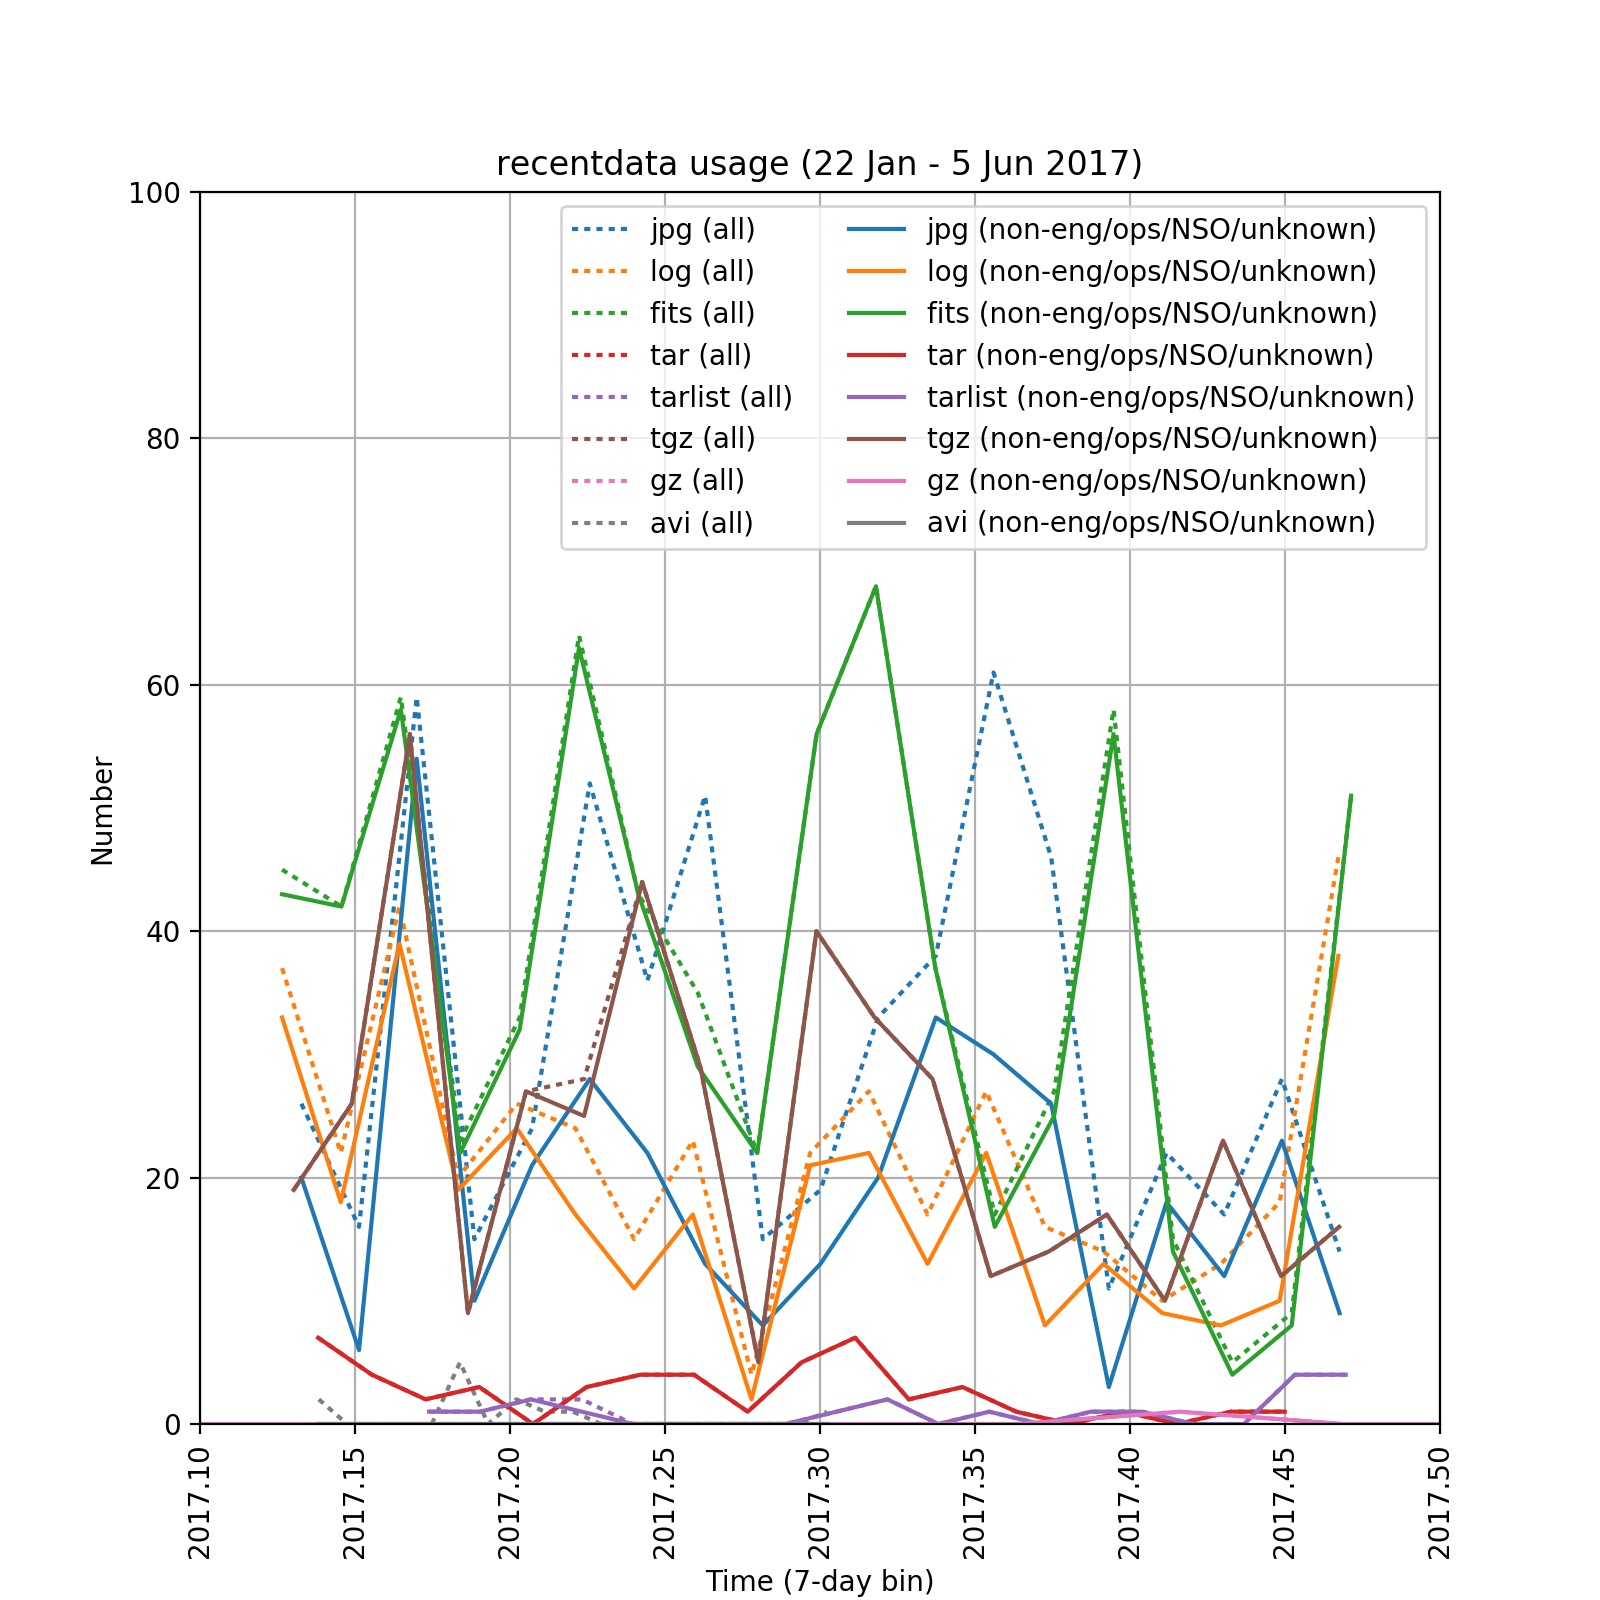 recentdata usage (22 Jan - 5 Jun 2017)
100
80
60
40
20
0
Number
jpg (all)
log (all)
fits (all)
tar (all)
tarlist (all)
tgz (all)
gz (all)
avi (all)
jpg (non-eng/ops/NSO/unknown)
log (non-eng/ops/NSO/unknown)
fits (non-eng/ops/NSO/unknown)
tar (non-eng/ops/NSO/unknown)
tarlist (non-eng/ops/NSO/unknown)
tgz (non-eng/ops/NSO/unknown)
gz (non-eng/ops/NSO/unknown)
avi (non-eng/ops/NSO/unknown)
2017.10
2017.15
2017.20
2017.25
2017.30
2017.35
2017.40
2017.45
2017.50
Time (7-day bin)